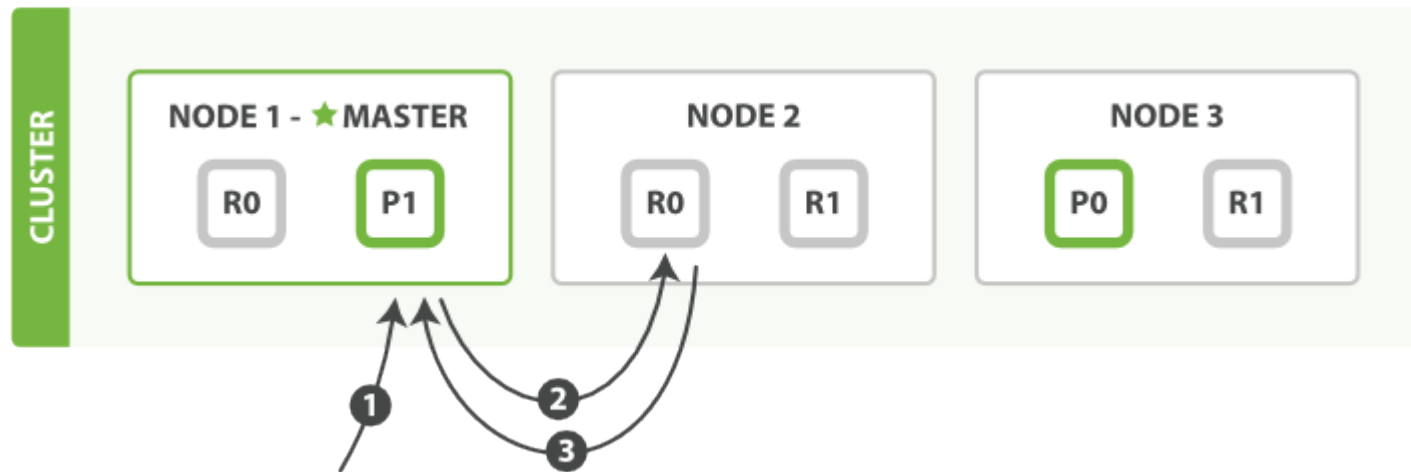 CLUSTER
NODE 1 - ★ MASTER
R0 P1
NODE 2
R0 R1
NODE 3
P0 R1
1
2
3